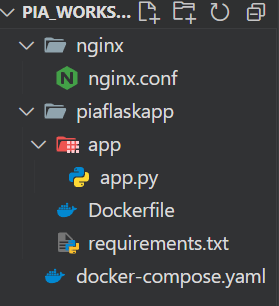 PIA_WORKS...
nginx
nginx.conf
piaflaskapp
app
app.py
Dockerfile
requirements.txt
docker-compose.yaml